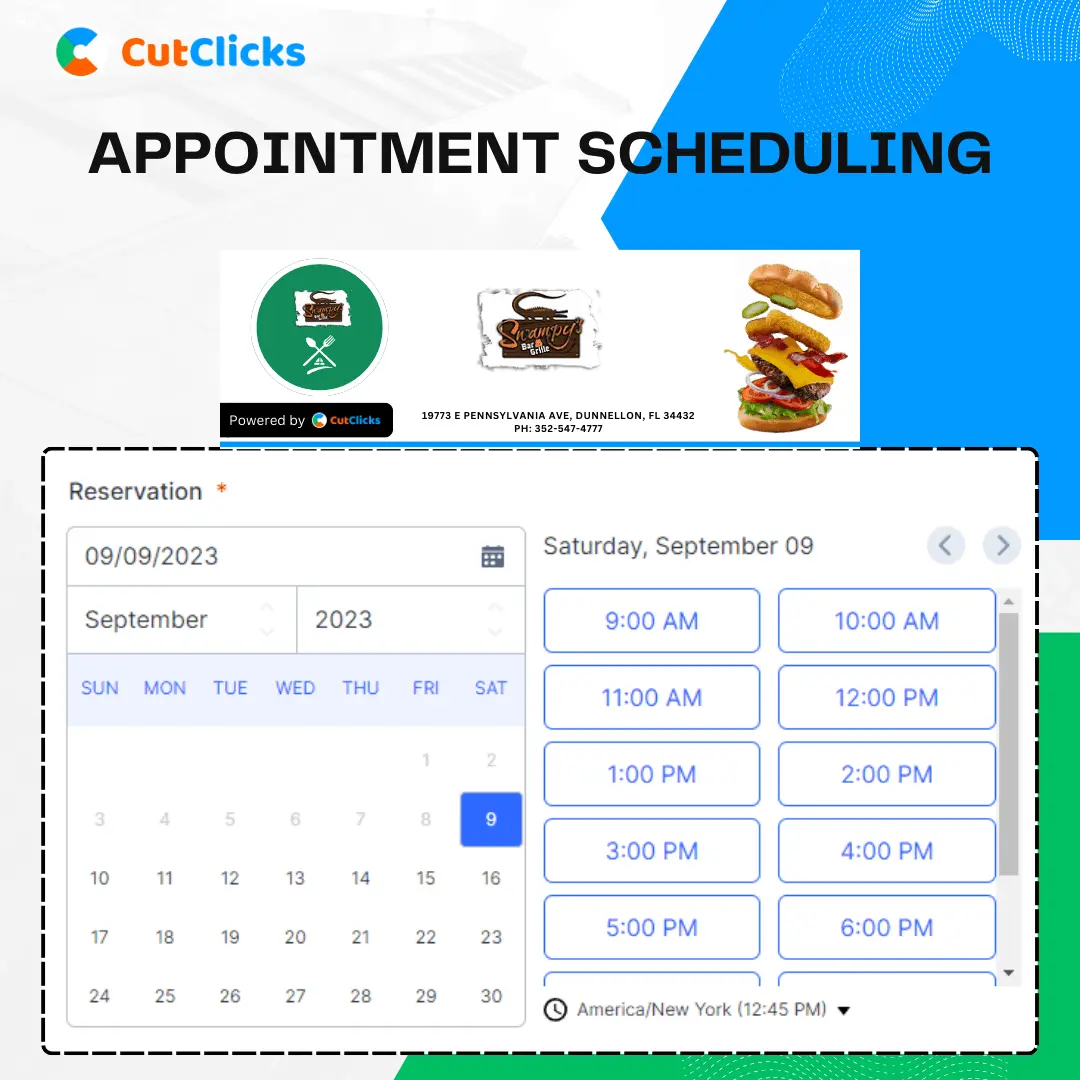 CutClicks
APPOINTMENT SCHEDULING
Swampy's
Bar &
Grille
Swampy's
Bar &
Grille
Powered by CutClicks
19773 E PENNSYLVANIA AVE, DUNNELLON, FL 34432
PH: 352-547-4777
Reservation *
09/09/2023
September 2023
SUN MON TUE WED THU FRI SAT
1 2
3 4 5 6 7 8 9
10 11 12 13 14 15 16
17 18 19 20 21 22 23
24 25 26 27 28 29 30
Saturday, September 09
9:00 AM 10:00 AM
11:00 AM 12:00 PM
1:00 PM 2:00 PM
3:00 PM 4:00 PM
5:00 PM 6:00 PM
America/New York (12:45 PM)